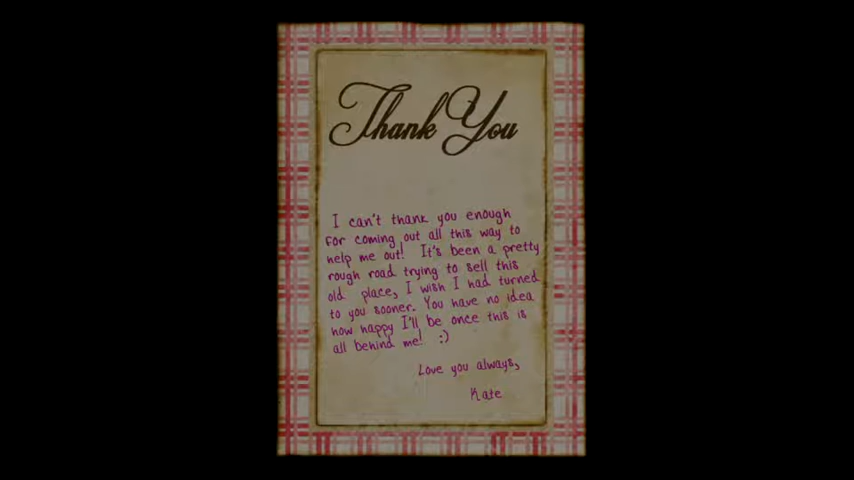 Thank You
I can't thank you enough
for coming out all this way to
help me out! It's been a pretty
rough road trying to sell this
old place, I wish I had turned
to you sooner. You have no idea
how happy I'll be once this is
all behind me! :)
Love you always,
Kate